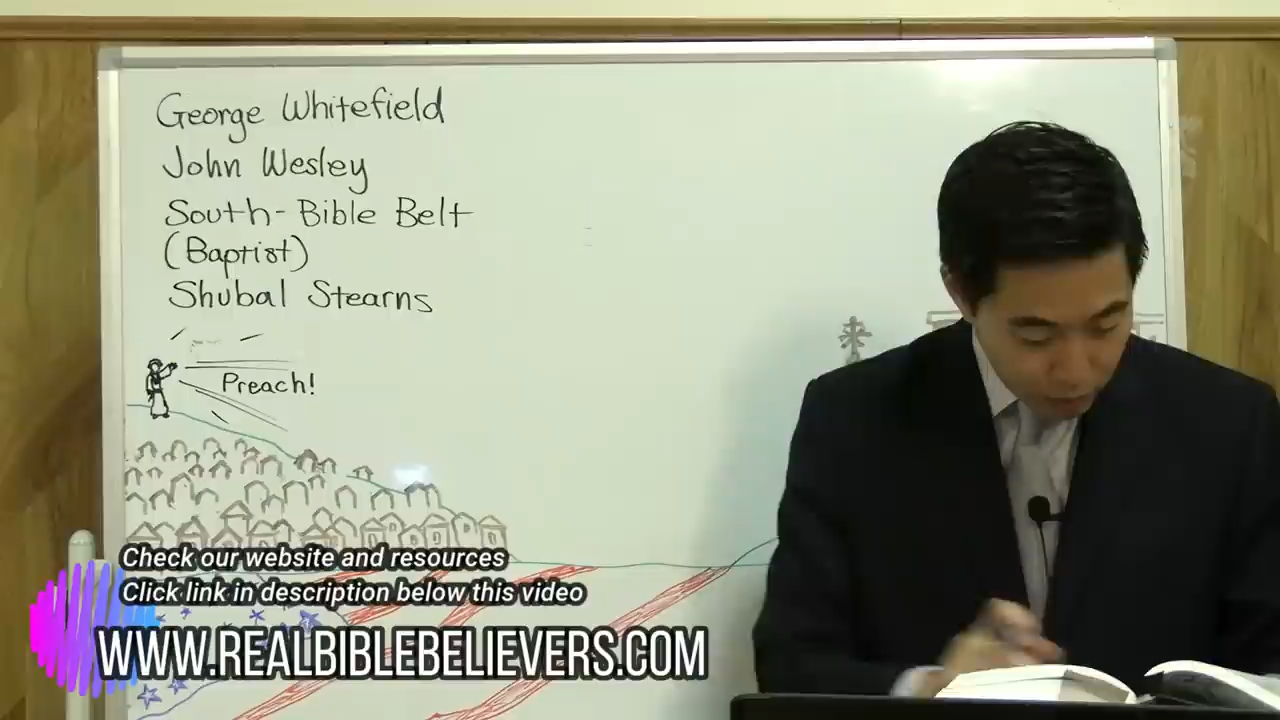 George Whitefield
John Wesley
South-Bible Belt
(Baptist)
Shubal Stearns
Preach!
Check our website and resources
Click link in description below this video
WWW.REALBIBLEBELIEVERS.COM